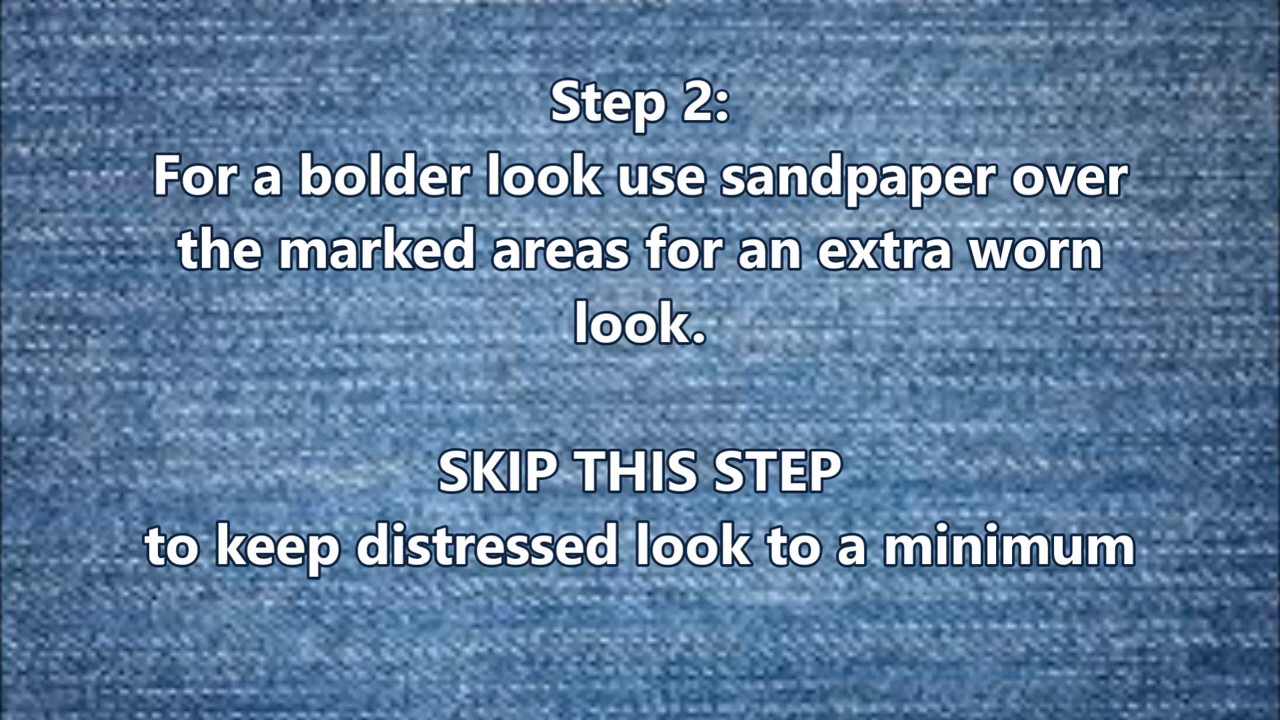 Step 2:
For a bolder look use sandpaper over
the marked areas for an extra worn
look.
SKIP THIS STEP
to keep distressed look to a minimum